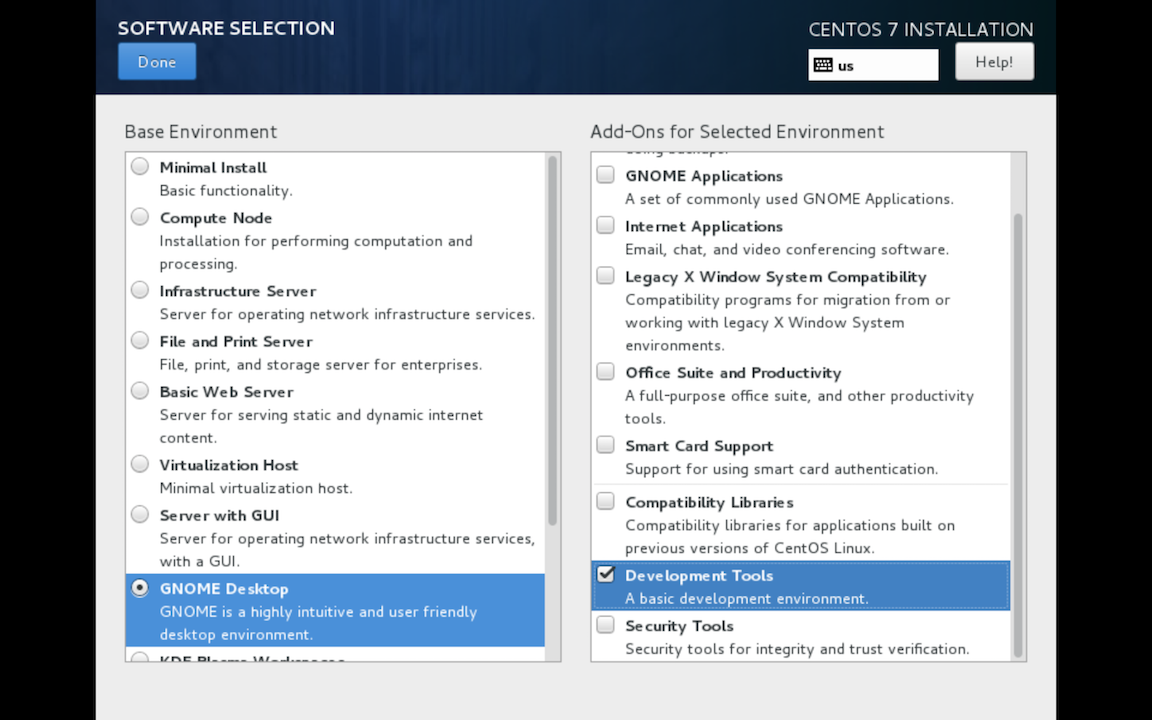 SOFTWARE SELECTION
CENTOS 7 INSTALLATION
Done
us
Help!
Base Environment
Minimal Install
Basic functionality.
Compute Node
Installation for performing computation and
processing.
Infrastructure Server
Server for operating network infrastructure services.
File and Print Server
File, print, and storage server for enterprises.
Basic Web Server
Server for serving static and dynamic internet
content.
Virtualization Host
Minimal virtualization host.
Server with GUI
Server for operating network infrastructure services,
with a GUI.
GNOME Desktop
GNOME is a highly intuitive and user friendly
desktop environment.
KDE Plasma Workspaces
Add-Ons for Selected Environment
using backups.
GNOME Applications
A set of commonly used GNOME Applications.
Internet Applications
Email, chat, and video conferencing software.
Legacy X Window System Compatibility
Compatibility programs for migration from or
working with legacy X Window System
environments.
Office Suite and Productivity
A full-purpose office suite, and other productivity
tools.
Smart Card Support
Support for using smart card authentication.
Compatibility Libraries
Compatibility libraries for applications built on
previous versions of CentOS Linux.
Development Tools
A basic development environment.
Security Tools
Security tools for integrity and trust verification.